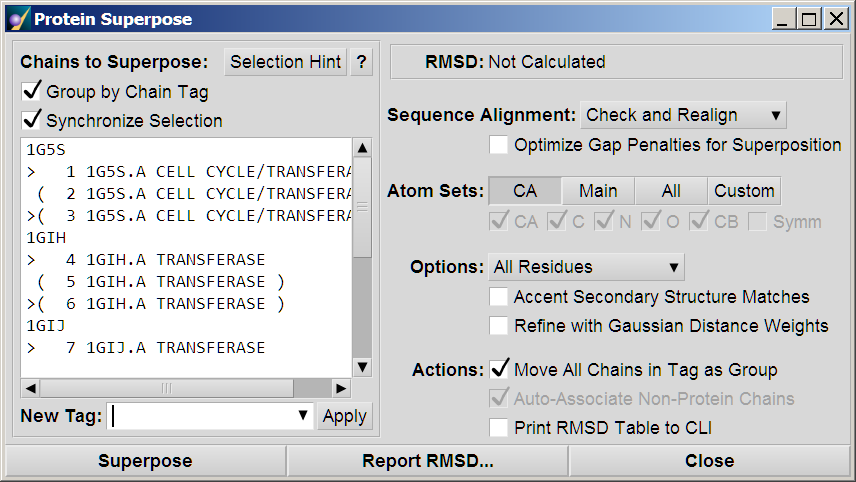 Protein Superpose
Chains to Superpose: Selection Hint ?
Group by Chain Tag
Synchronize Selection
1G5S
> 1 1G5S.A CELL CYCLE/TRANSFERA
( 2 1G5S.A CELL CYCLE/TRANSFERA
>( 3 1G5S.A CELL CYCLE/TRANSFERA
1GIH
> 4 1GIH.A TRANSFERASE
( 5 1GIH.A TRANSFERASE )
>( 6 1GIH.A TRANSFERASE )
1GIJ
> 7 1GIJ.A TRANSFERASE
New Tag: Apply
RMSD: Not Calculated
Sequence Alignment: Check and Realign
Optimize Gap Penalties for Superposition
Atom Sets: CA Main All Custom
CA C N O CB Symm
Options: All Residues
Accent Secondary Structure Matches
Refine with Gaussian Distance Weights
Actions: Move All Chains in Tag as Group
Auto-Associate Non-Protein Chains
Print RMSD Table to CLI
Superpose Report RMSD... Close